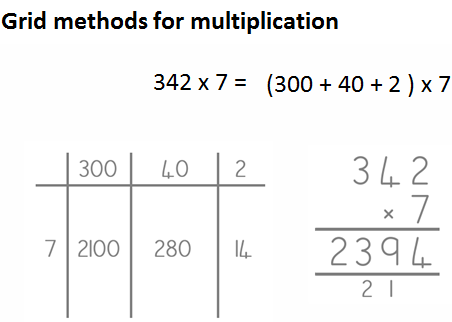 Grid methods for multiplication
342 x 7 = (300 + 40 + 2 ) x 7
300 40 2
7 2100 280 14
342
× 7
2394
2 1